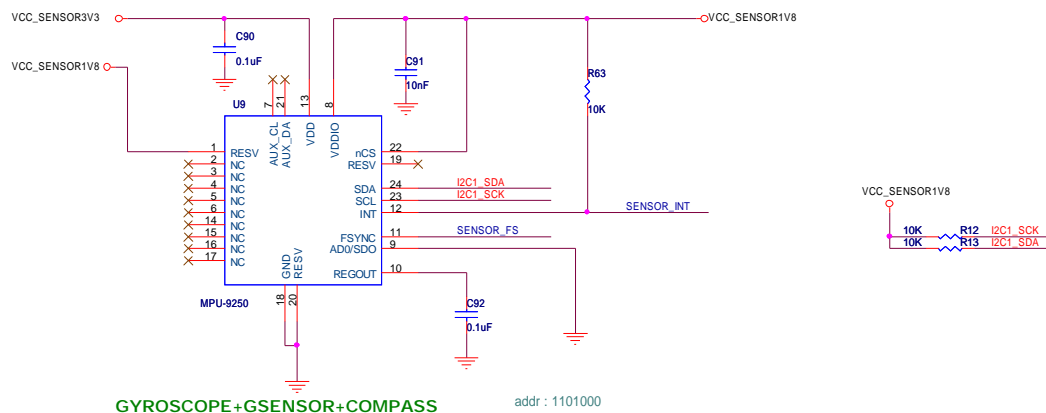 VCC_SENSOR3V3
VCC_SENSOR1V8
C90
0.1uF
C91
10nF
R63
10K
VCC_SENSOR1V8
U9
7
21
13
8
AUX_CL
AUX_DA
VDD
VDDIO
1 RESV
2 NC
3 NC
4 NC
5 NC
6 NC
14 NC
15 NC
16 NC
17 NC
nCS 22
RESV 19
SDA 24 I2C1_SDA
SCL 23 I2C1_SCK
INT 12 SENSOR_INT
FSYNC 11 SENSOR_FS
AD0/SDO 9
REGOUT 10
GND
RESV
18
20
MPU-9250
C92
0.1uF
VCC_SENSOR1V8
10K R12 I2C1_SCK
10K R13 I2C1_SDA
GYROSCOPE+GSENSOR+COMPASS
addr : 1101000